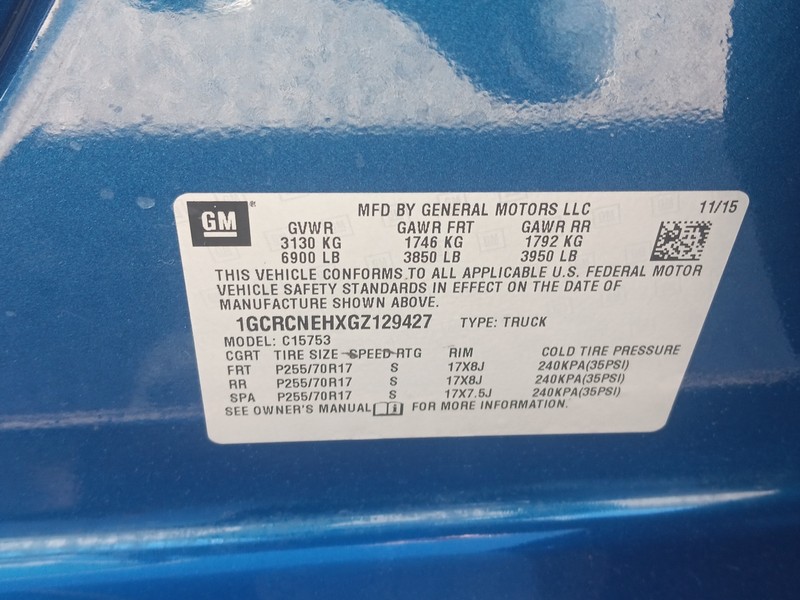 GM
MFD BY GENERAL MOTORS LLC 11/15
GVWR GAWR FRT GAWR RR
3130 KG 1746 KG 1792 KG
6900 LB 3850 LB 3950 LB
THIS VEHICLE CONFORMS TO ALL APPLICABLE U.S. FEDERAL MOTOR
VEHICLE SAFETY STANDARDS IN EFFECT ON THE DATE OF
MANUFACTURE SHOWN ABOVE.
1GCRCNEHXGZ129427 TYPE: TRUCK
MODEL: C15753
CGRT TIRE SIZE SPEED RTG RIM COLD TIRE PRESSURE
FRT P255/70R17 S 17X8J 240KPA(35PSI)
RR P255/70R17 S 17X8J 240KPA(35PSI)
SPA P255/70R17 S 17X7.5J 240KPA(35PSI)
SEE OWNER'S MANUAL FOR MORE INFORMATION.